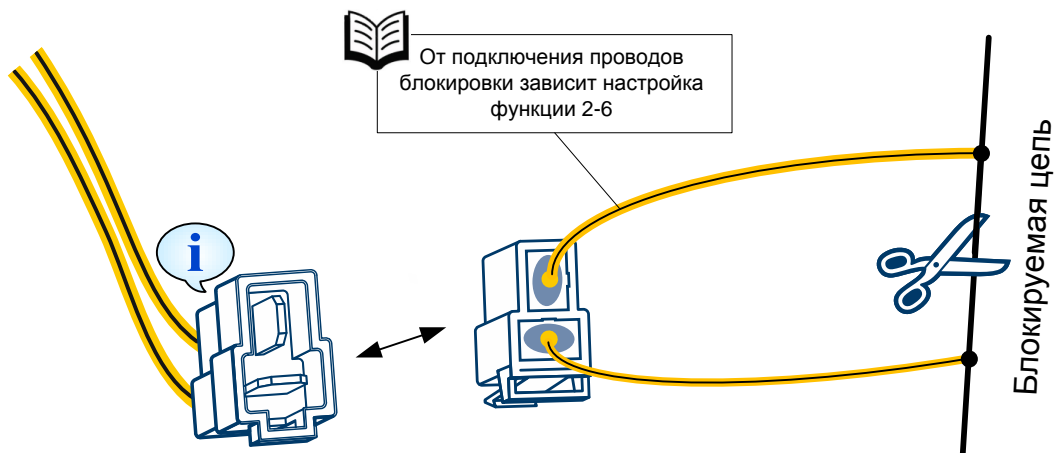 От подключения проводов
блокировки зависит настройка
функции 2-6
i
Блокируемая цепь